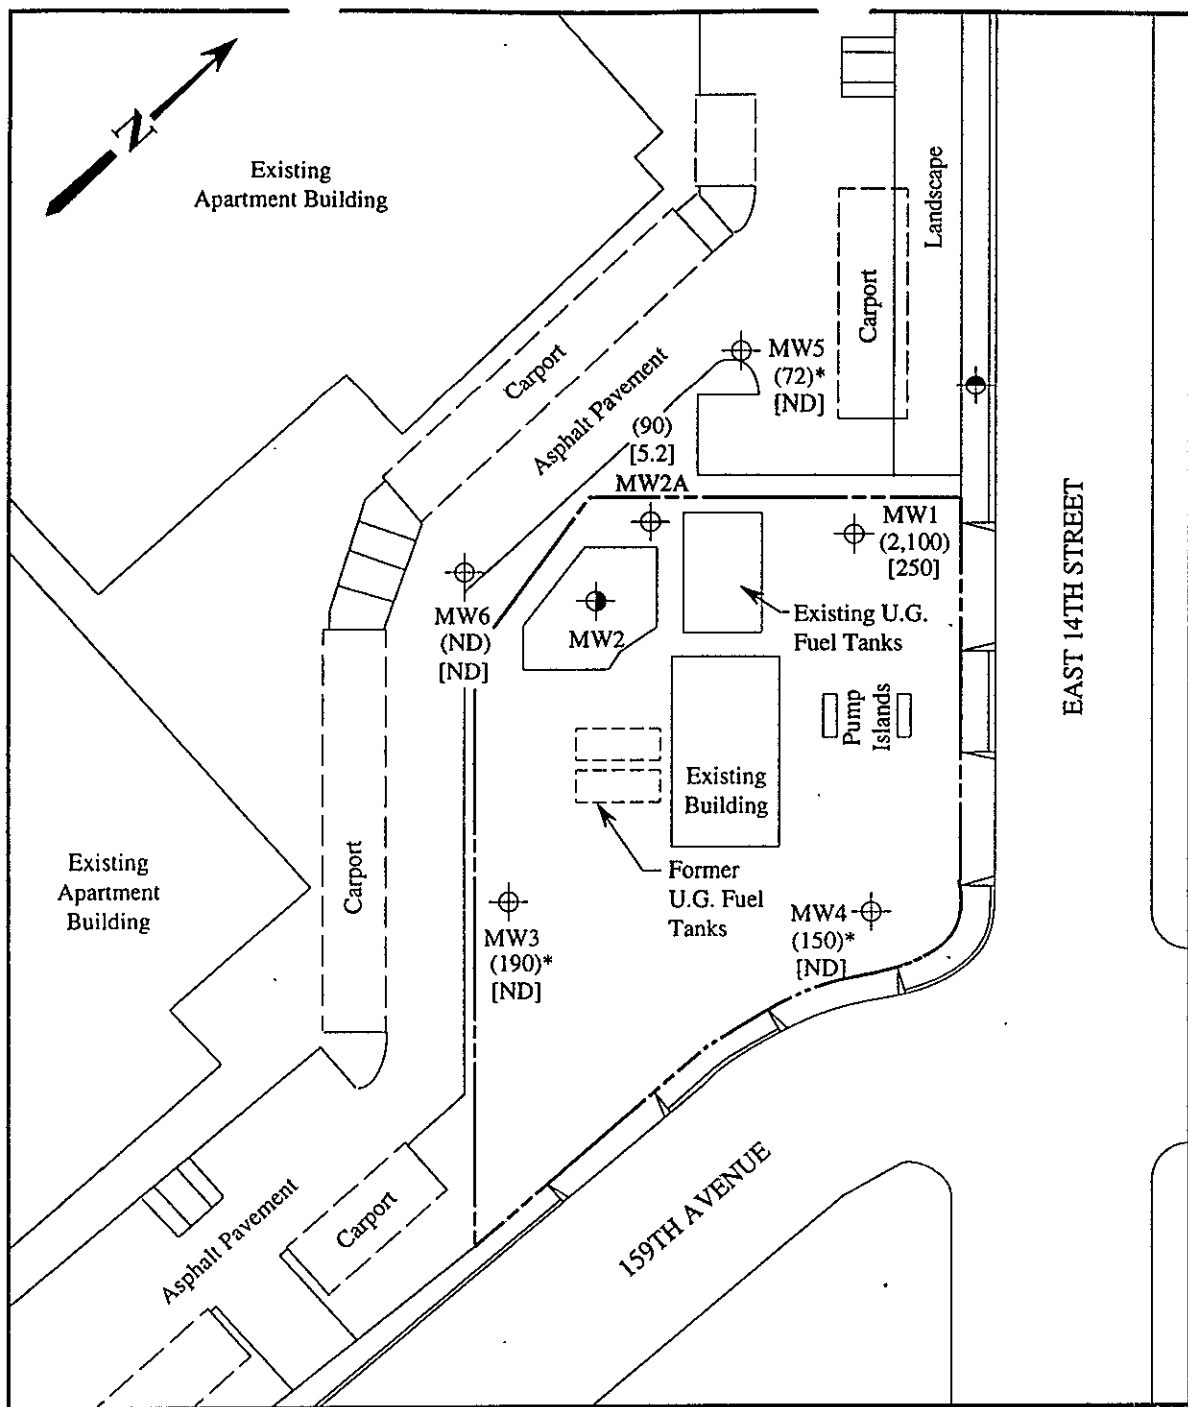 N
Existing
Apartment Building
Landscape
Carport
Carport
Asphalt Pavement
MW5
(72)*
[ND]
(90)
[5.2]
MW2A
MW1
(2,100)
[250]
EAST 14TH STREET
MW6
(ND)
[ND]
MW2
Existing U.G.
Fuel Tanks
Pump
Islands
Existing
Building
Existing
Apartment
Building
Carport
Former
U.G. Fuel
Tanks
MW3
(190)*
[ND]
MW4
(150)*
[ND]
Asphalt Pavement
Carport
159TH AVENUE